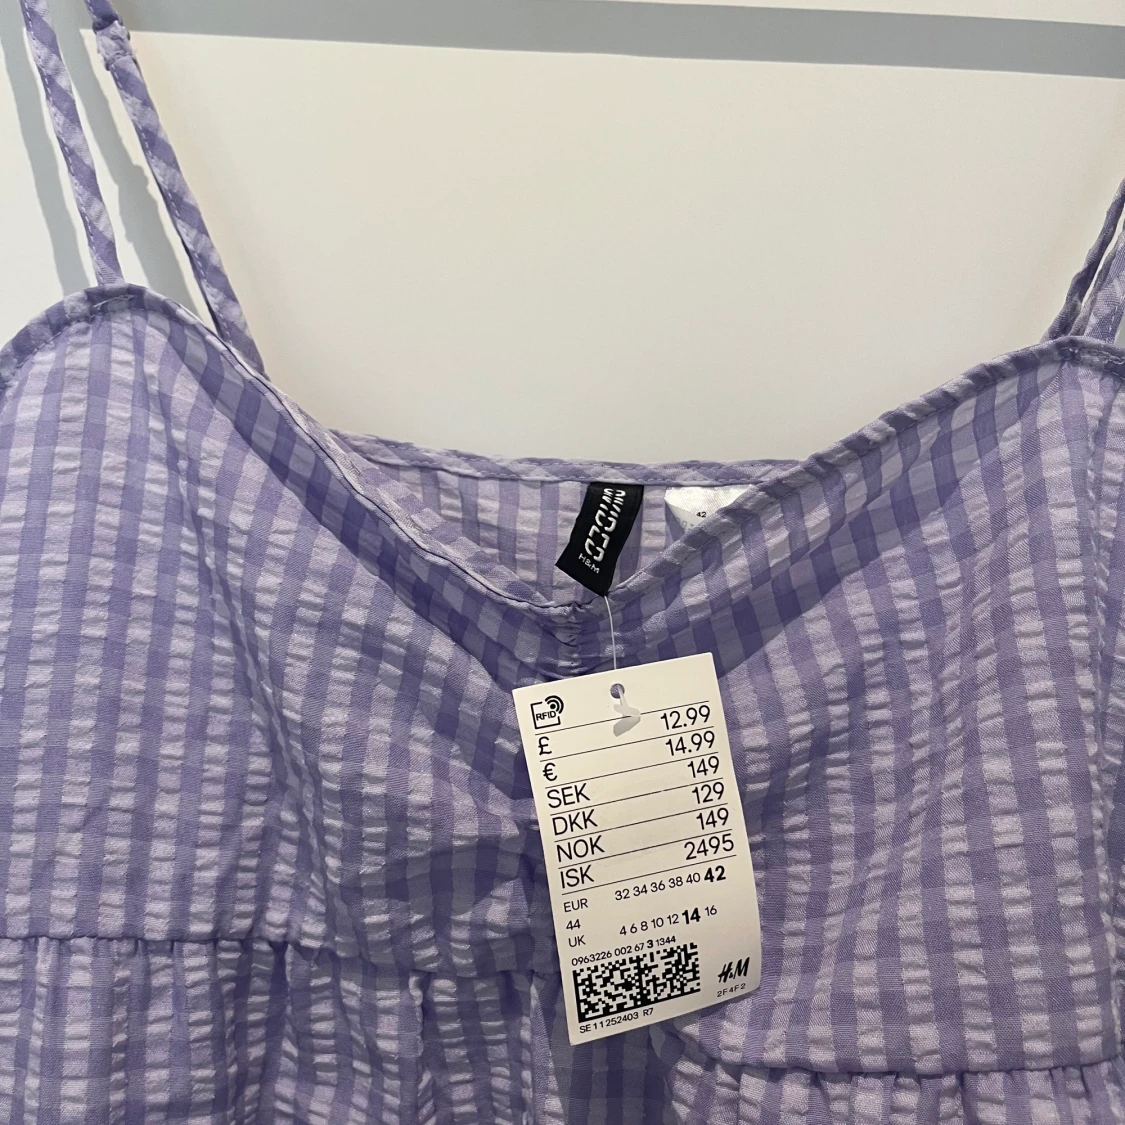 DIVIDED
H&M
42
RFID
£ 12.99
€ 14.99
SEK 149
DKK 129
NOK 149
ISK 2495
EUR 32 34 36 38 40 42
44
UK 4 6 8 10 12 14 16
0963226 002 67 3 1344
H&M
2F4F2
SE11252403 R7